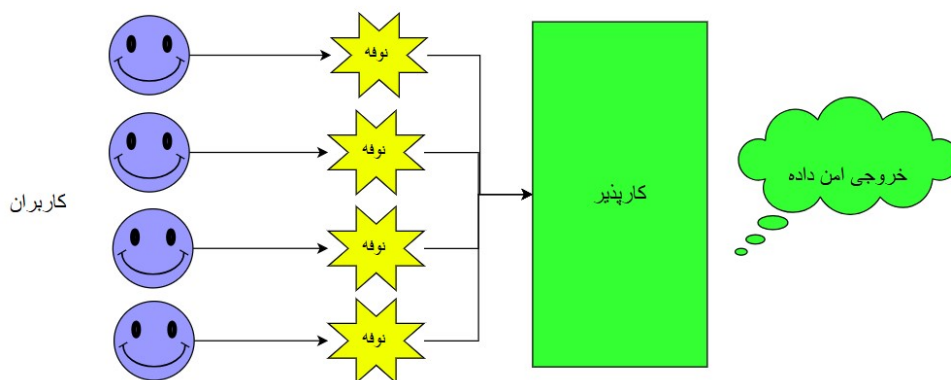 نوفه
نوفه
خروجی امن داده
کارپذیر
کاربران
نوفه
نوفه